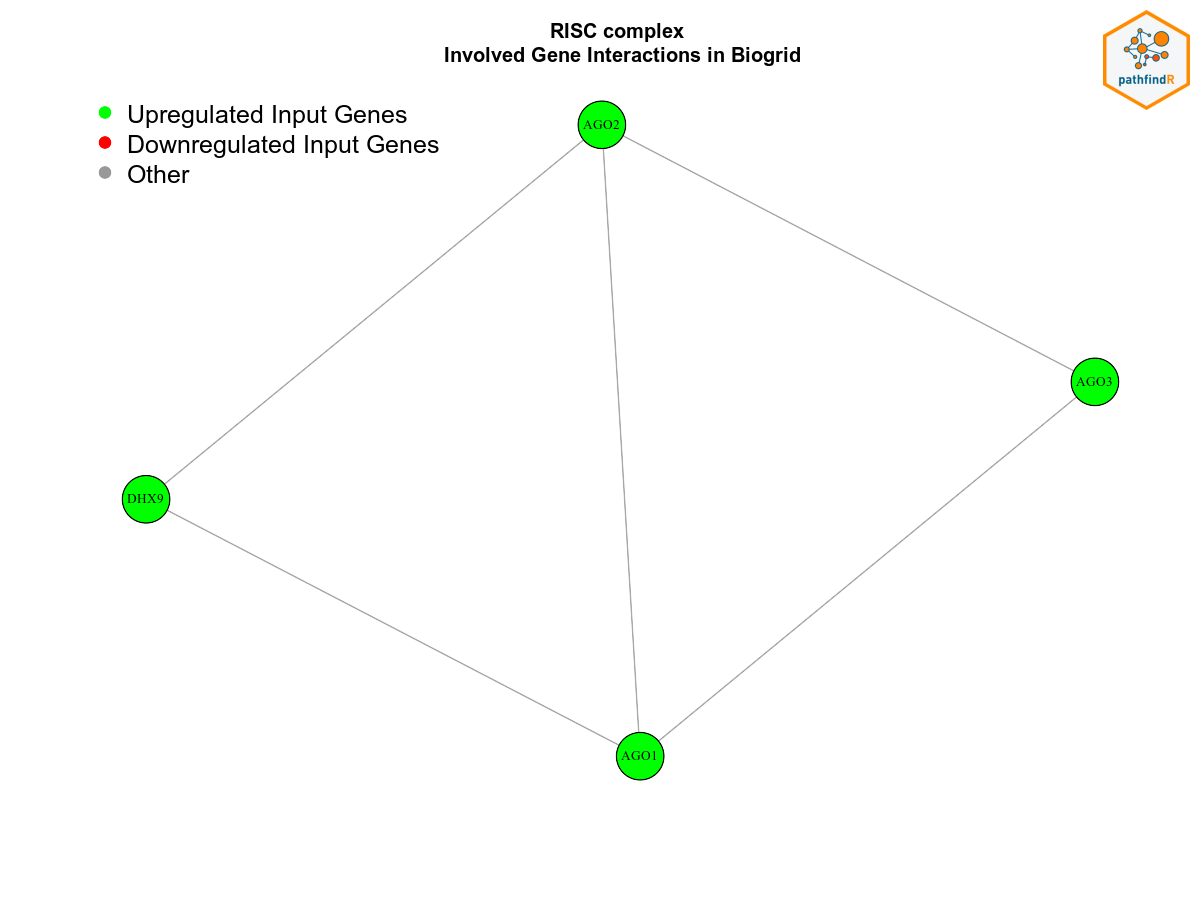 RISC complex
Involved Gene Interactions in Biogrid
pathfindR
Upregulated Input Genes
Downregulated Input Genes
Other
AGO2
AGO3
DHX9
AGO1